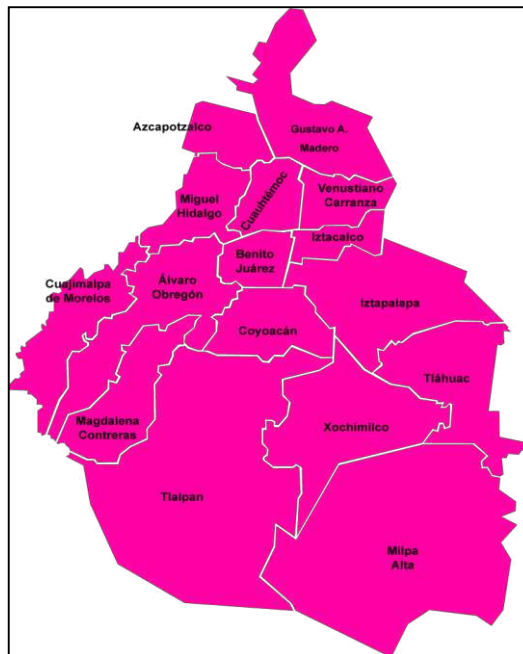 Azcapotzalco
Gustavo A.
Madero
Miguel
Hidalgo
Cuauhtémoc
Venustiano
Carranza
Iztacalco
Cuajimalpa
de Morelos
Álvaro
Obregón
Benito
Juárez
Iztapalapa
Coyoacán
Tláhuac
Magdalena
Contreras
Xochimilco
Tlalpan
Milpa
Alta